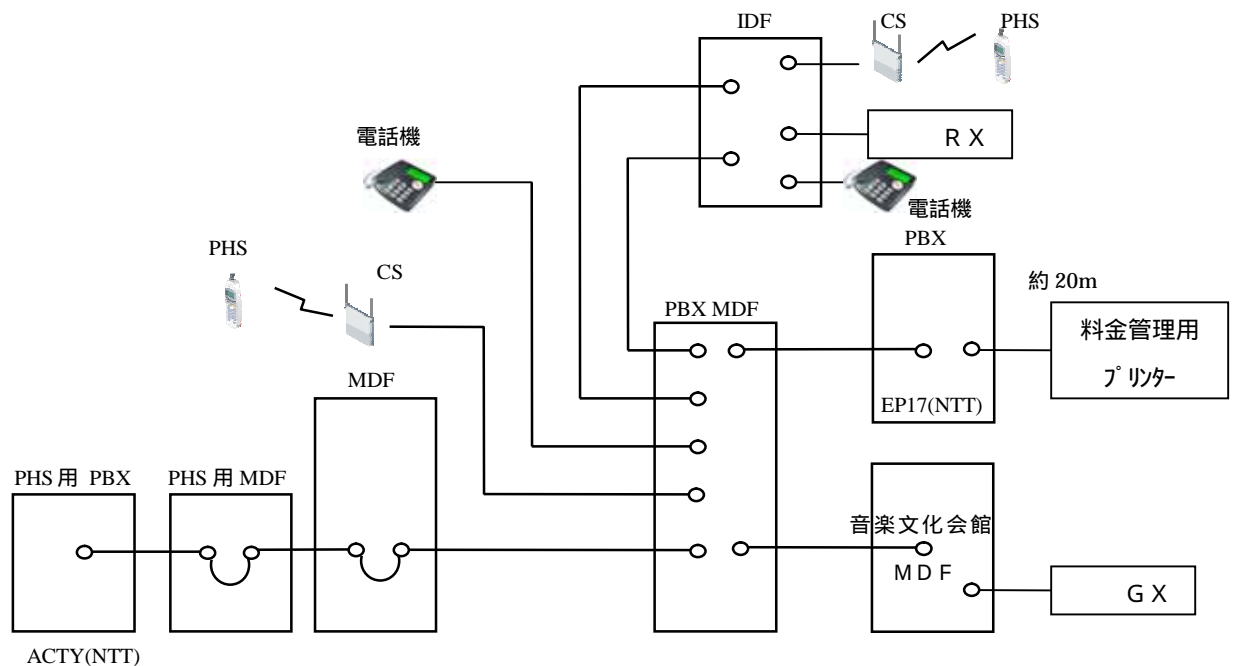 IDF
CS
PHS
電話機
ＲＸ
電話機
PHS
CS
PBX
約 20m
PBX MDF
料金管理用
ﾌﾟﾘﾝﾀｰ
MDF
EP17(NTT)
PHS 用 PBX
PHS 用 MDF
音楽文化会館
ＭＤＦ
ＧＸ
ACTY(NTT)